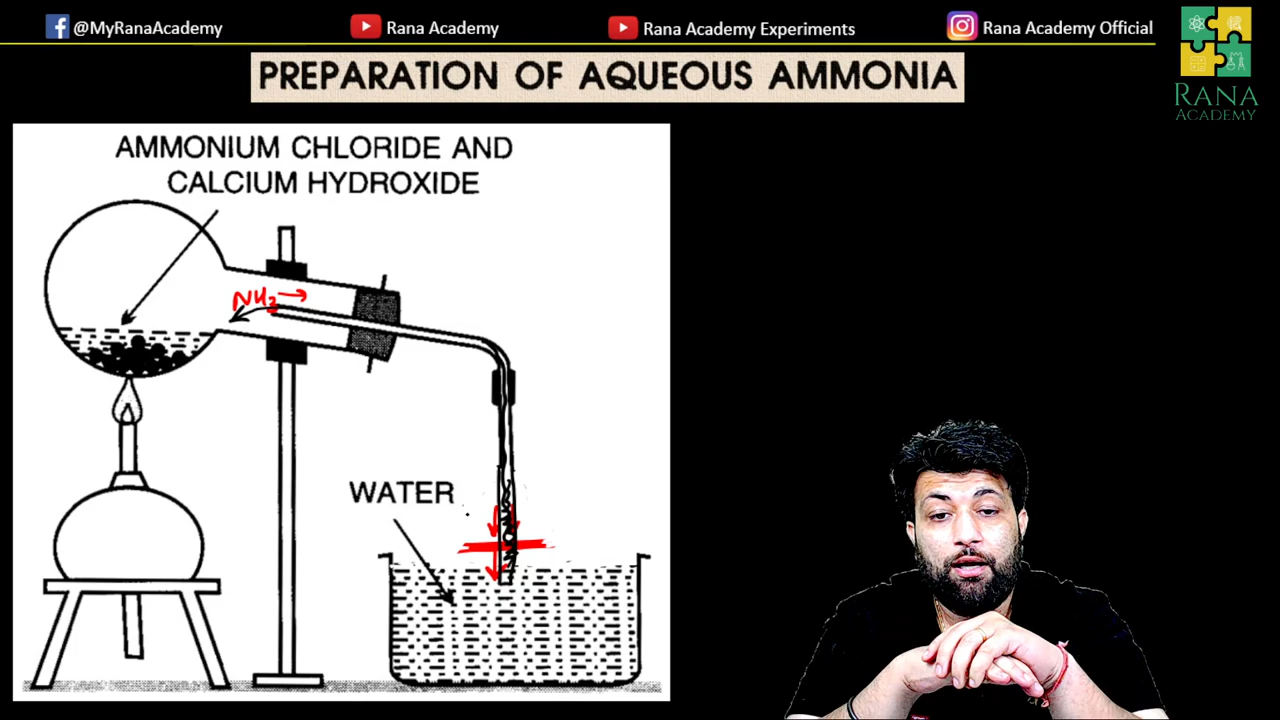 @MyRanaAcademy
Rana Academy
Rana Academy Experiments
Rana Academy Official
RANA
ACADEMY
PREPARATION OF AQUEOUS AMMONIA
AMMONIUM CHLORIDE AND
CALCIUM HYDROXIDE
NH3
WATER